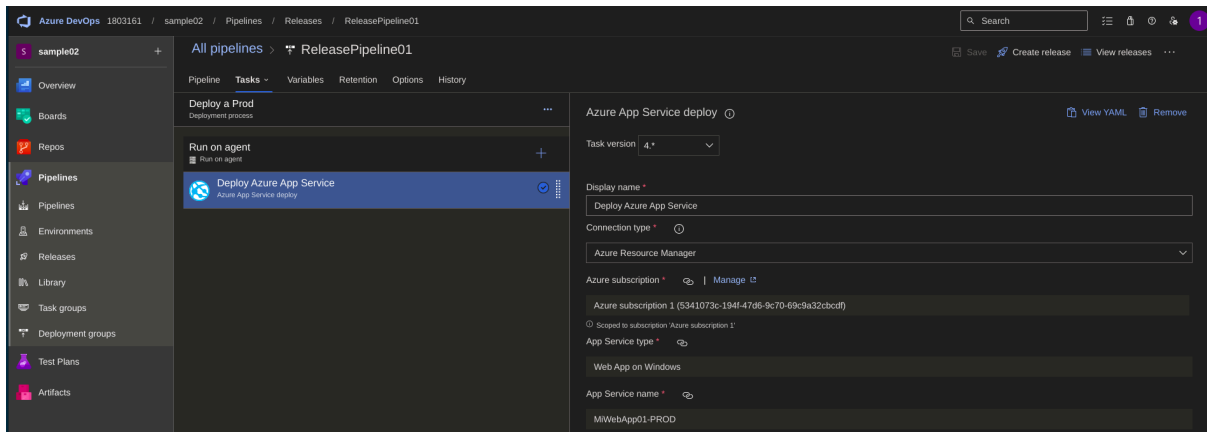 Azure DevOps 1803161 / sample02 / Pipelines / Releases / ReleasePipeline01
Search
1
S sample02 +
Overview
Boards
Repos
Pipelines
Pipelines
Environments
Releases
Library
Task groups
Deployment groups
Test Plans
Artifacts
All pipelines > ReleasePipeline01
Save Create release View releases ...
Pipeline Tasks Variables Retention Options History
Deploy a Prod
Deployment process
...
Run on agent
Run on agent
+
Deploy Azure App Service
Azure App Service deploy
Azure App Service deploy
View YAML Remove
Task version 4.*
Display name *
Deploy Azure App Service
Connection type *
Azure Resource Manager
Azure subscription * | Manage
Azure subscription 1 (5341073c-194f-47d6-9c70-69c9a32cbcdf)
Scoped to subscription 'Azure subscription 1'
App Service type *
Web App on Windows
App Service name *
MiWebApp01-PROD